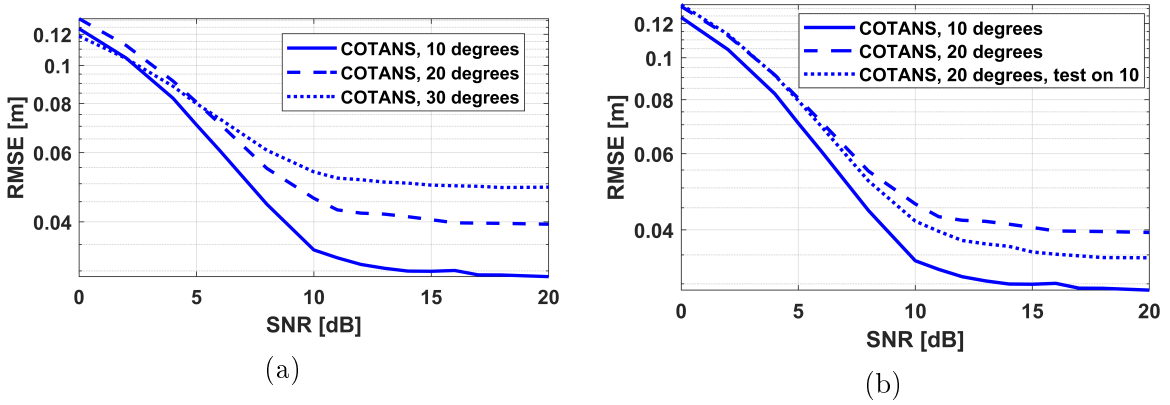 0.12
0.1
0.08
0.06
0.04
RMSE [m]
COTANS, 10 degrees
COTANS, 20 degrees
COTANS, 30 degrees
0 5 10 15 20
SNR [dB]
(a)
0.12
0.1
0.08
0.06
0.04
RMSE [m]
COTANS, 10 degrees
COTANS, 20 degrees
COTANS, 20 degrees, test on 10
0 5 10 15 20
SNR [dB]
(b)